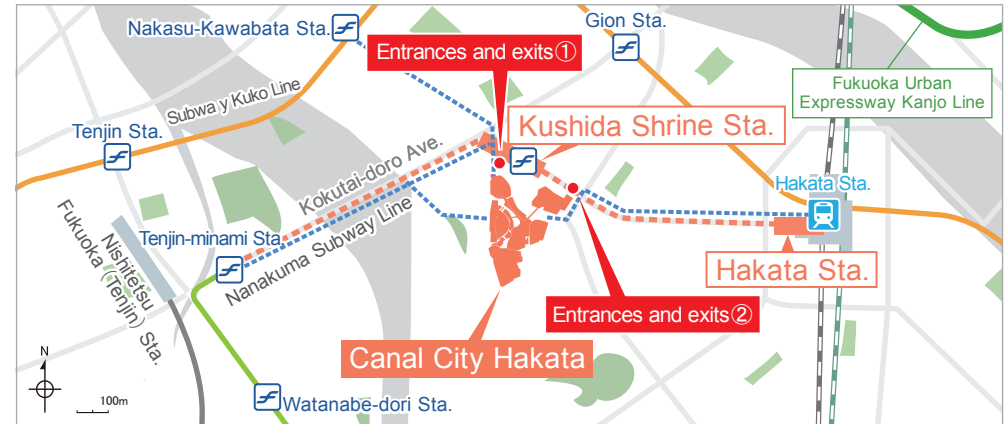 Nakasu-Kawabata Sta.
Gion Sta.
Entrances and exits①
Fukuoka Urban
Expressway Kanjo Line
Subwa y Kuko Line
Tenjin Sta.
Kushida Shrine Sta.
Kokutai-doro Ave.
Hakata Sta.
Tenjin-minami Sta.
Nanakuma Subway Line
Nishitetsu
Fukuoka (Tenjin) Sta.
Hakata Sta.
Entrances and exits②
Canal City Hakata
N
100m
Watanabe-dori Sta.